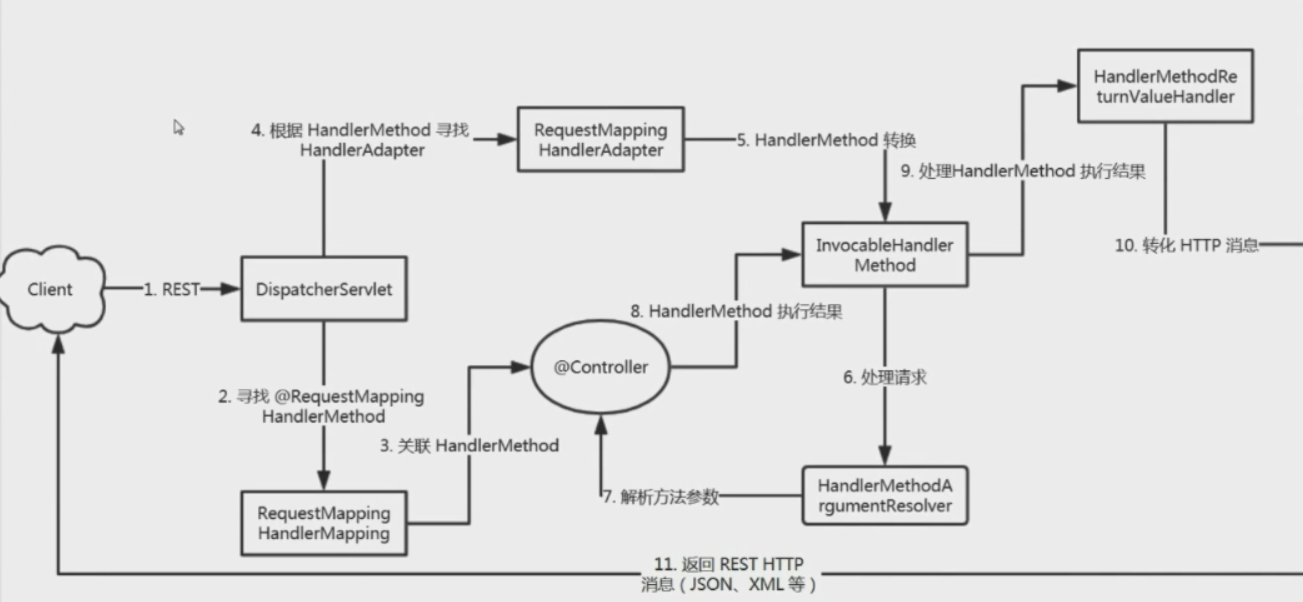 HandlerMethodRe
turnValueHandler
4. 根据 HandlerMethod 寻找
HandlerAdapter
RequestMapping
HandlerAdapter
5. HandlerMethod 转换
9. 处理HandlerMethod 执行结果
InvocableHandler
Method
10. 转化 HTTP 消息
Client
1. REST
DispatcherServlet
8. HandlerMethod 执行结果
@Controller
6. 处理请求
2. 寻找 @RequestMapping
HandlerMethod
3. 关联 HandlerMethod
7. 解析方法参数
HandlerMethodA
rgumentResolver
RequestMapping
HandlerMapping
11. 返回 REST HTTP
消息（JSON、XML 等）